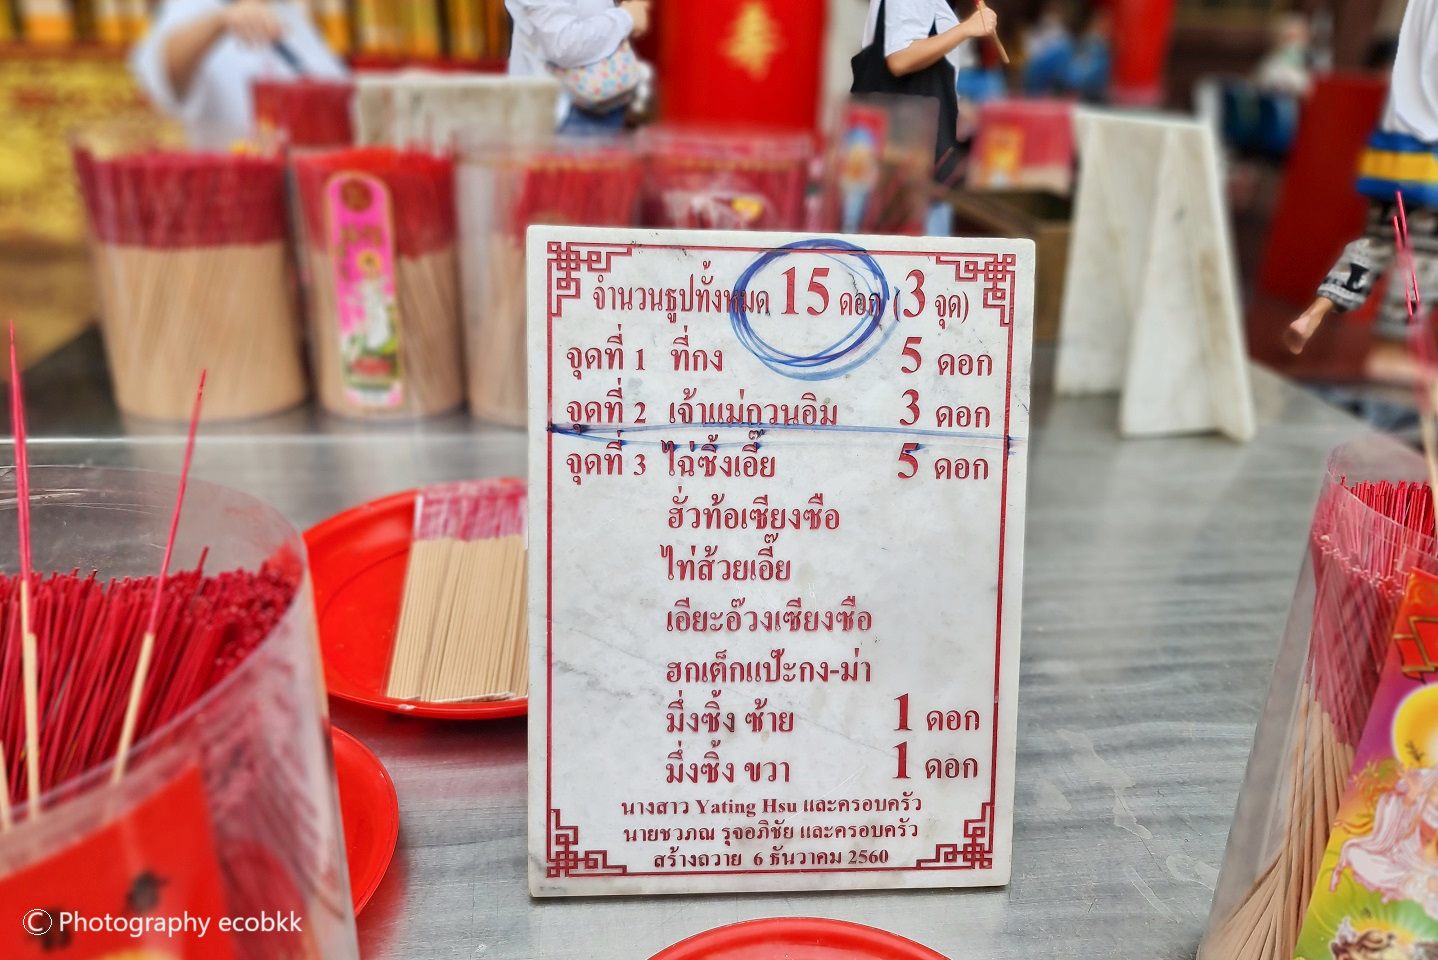 จำนวนธูปทั้งหมด 15 ดอก (3 จุด)
จุดที่ 1 ที่กง 5 ดอก
จุดที่ 2 เจ้าแม่กวนอิม 3 ดอก
จุดที่ 3 ไฉ่ซิ้งเอี๊ย 5 ดอก
ฮั่วท้อเซียงซือ
ไท่ส้วยเอี๊ย
เอียะอ๊วงเซียงซือ
ฮกเต็กแป๊ะกง-ม่า
มึ่งซิ้ง ซ้าย 1 ดอก
มึ่งซิ้ง ขวา 1 ดอก
นางสาว Yating Hsu และครอบครัว
นายชวภณ รุจอภิชัย และครอบครัว
สร้างถวาย 6 ธันวาคม 2560
© Photography ecobkk